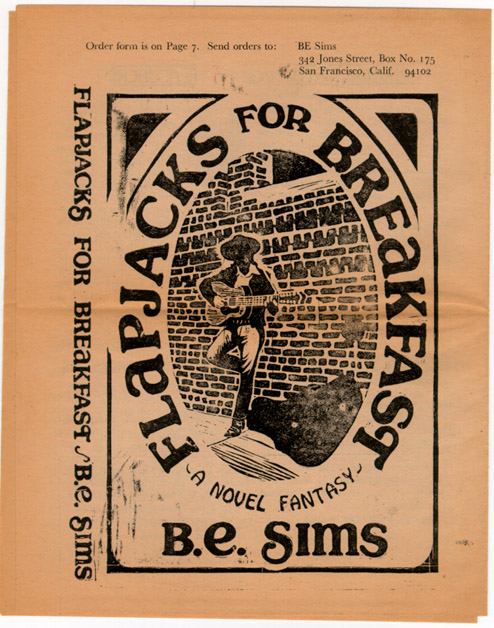 Order form is on Page 7. Send orders to: BE Sims
342 Jones Street, Box No. 175
San Francisco, Calif. 94102
FLAPJACKS FOR BREAKFAST
A NOVEL FANTASY
B.e. SIMS
FLAPJACKS FOR BREAKFAST B.e. SIMS